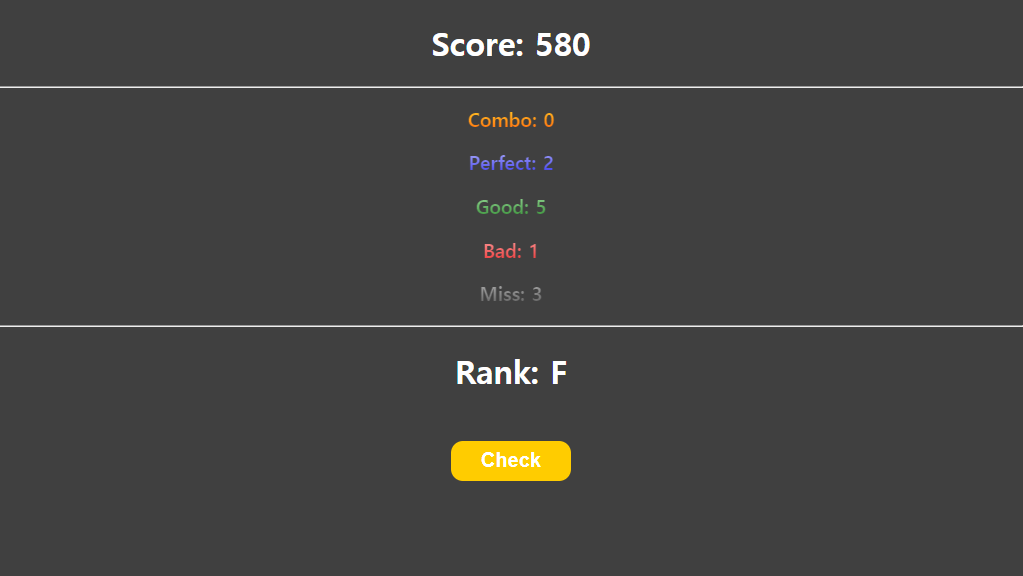 Score: 580
Combo: 0
Perfect: 2
Good: 5
Bad: 1
Miss: 3
Rank: F
Check